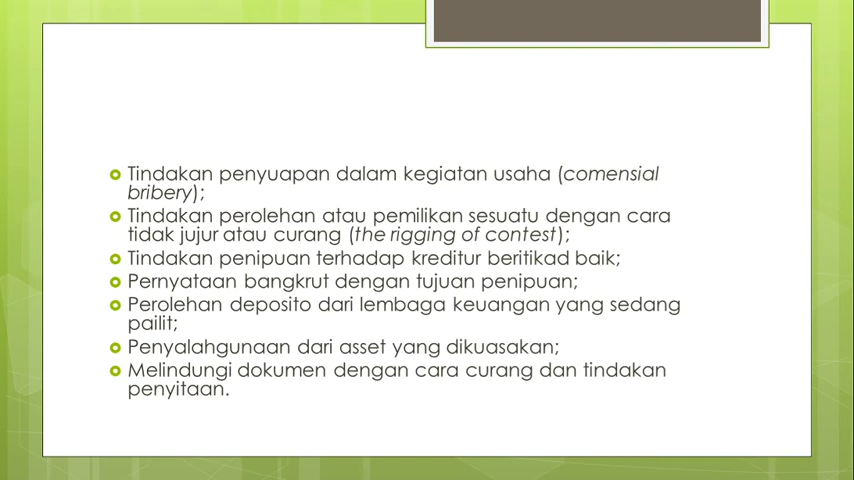 Tindakan penyuapan dalam kegiatan usaha (comensial
bribery);
Tindakan perolehan atau pemilikan sesuatu dengan cara
tidak jujur atau curang (the rigging of contest);
Tindakan penipuan terhadap kreditur beritikad baik;
Pernyataan bangkrut dengan tujuan penipuan;
Perolehan deposito dari lembaga keuangan yang sedang
pailit;
Penyalahgunaan dari asset yang dikuasakan;
Melindungi dokumen dengan cara curang dan tindakan
penyitaan.